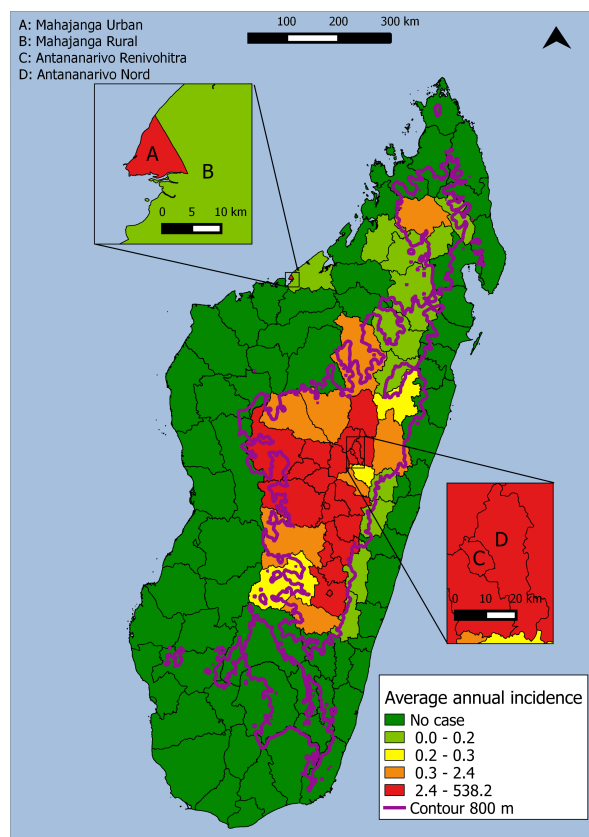 A: Mahajanga Urban
B: Mahajanga Rural
C: Antananarivo Renivohitra
D: Antananarivo Nord
100 200 300 km
A
B
0 5 10 km
D
C
0 10 20 km
Average annual incidence
No case
0.0 - 0.2
0.2 - 0.3
0.3 - 2.4
2.4 - 538.2
Contour 800 m